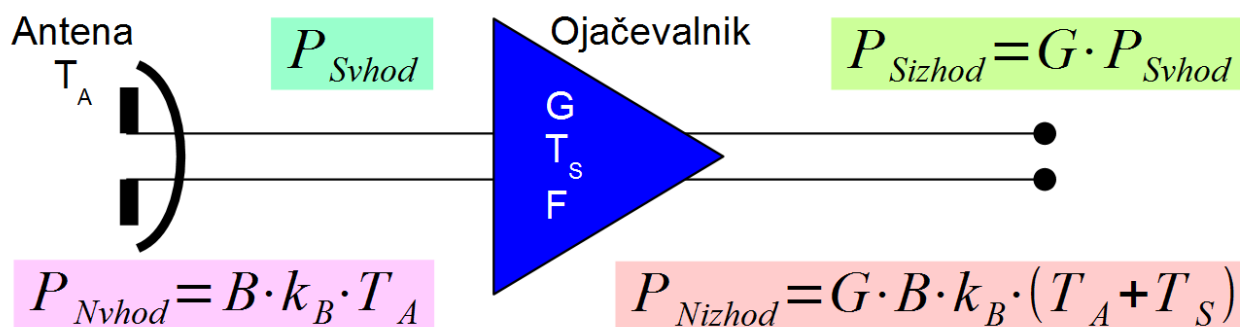 Antena
T_A
P_Svhod
Ojačevalnik
P_Sizhod = G · P_Svhod
G
T_S
F
P_Nvhod = B · k_B · T_A
P_Nizhod = G · B · k_B · (T_A + T_S)